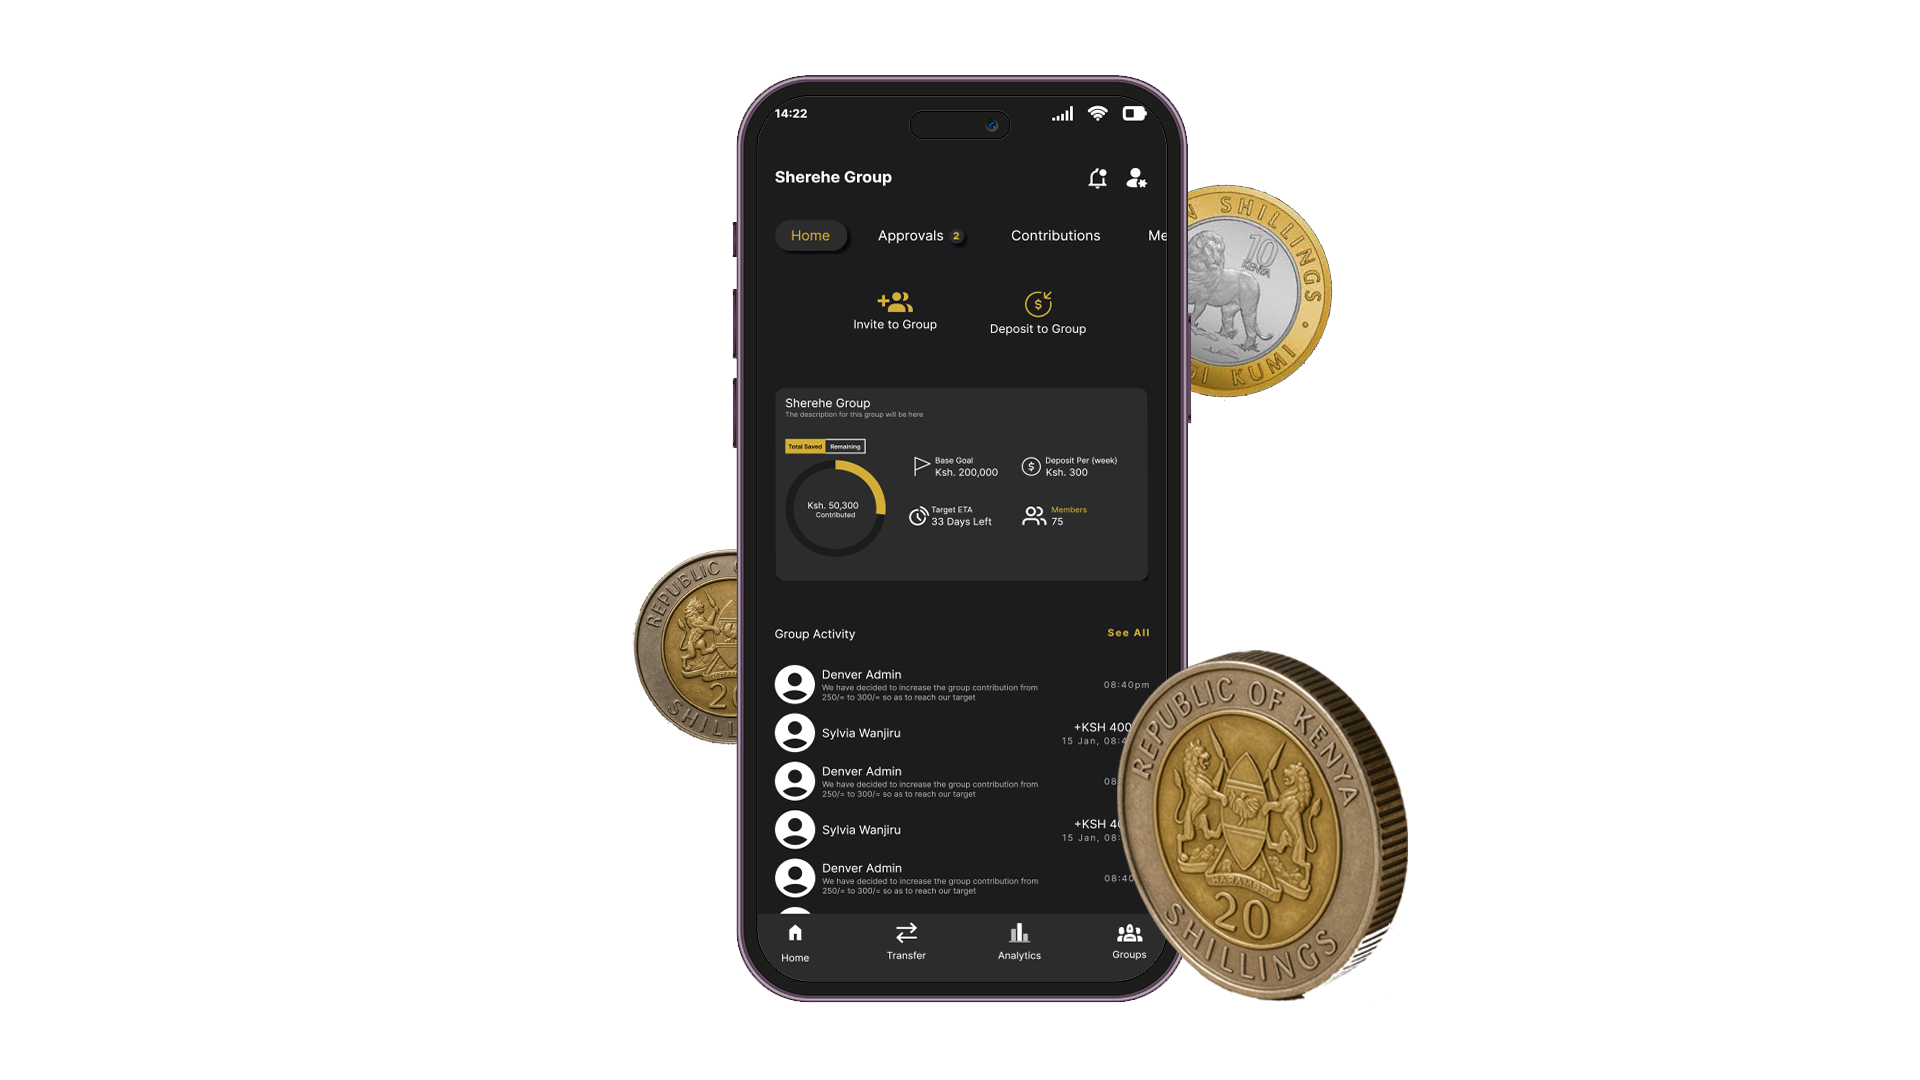 14:22
Sherehe Group
Home
Approvals 2
Contributions
Me
Invite to Group
Deposit to Group
Sherehe Group
The description for this group will be here
Total Saved
Remaining
Ksh. 50,300
Contributed
Base Goal
Ksh. 200,000
Deposit Per (week)
Ksh. 300
Target ETA
33 Days Left
Members
75
Group Activity
See All
Denver Admin
We have decided to increase the group contribution from
250/= to 300/= so as to reach our target
08:40pm
Sylvia Wanjiru
+KSH 400
15 Jan, 08:4
Denver Admin
We have decided to increase the group contribution from
250/= to 300/= so as to reach our target
08
Sylvia Wanjiru
+KSH 40
15 Jan, 08:
Denver Admin
We have decided to increase the group contribution from
250/= to 300/= so as to reach our target
08:40
Home
Transfer
Analytics
Groups
N SHILLINGS
10
KENYA
GI KUMI
REPUBLIC O
20
SHILLIN
REPUBLIC OF KENYA
HARAMBEE
20
SHILLINGS